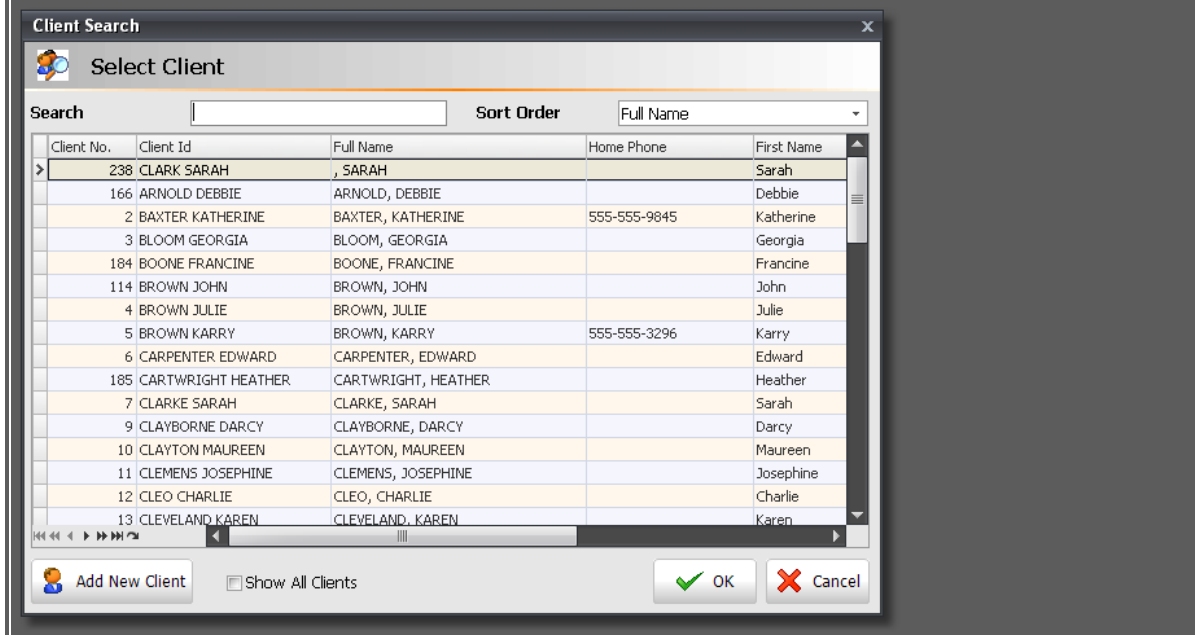 Client Search
Select Client
Search Sort Order Full Name
Client No. Client Id Full Name Home Phone First Name
238 CLARK SARAH , SARAH Sarah
166 ARNOLD DEBBIE ARNOLD, DEBBIE Debbie
2 BAXTER KATHERINE BAXTER, KATHERINE 555-555-9845 Katherine
3 BLOOM GEORGIA BLOOM, GEORGIA Georgia
184 BOONE FRANCINE BOONE, FRANCINE Francine
114 BROWN JOHN BROWN, JOHN John
4 BROWN JULIE BROWN, JULIE Julie
5 BROWN KARRY BROWN, KARRY 555-555-3296 Karry
6 CARPENTER EDWARD CARPENTER, EDWARD Edward
185 CARTWRIGHT HEATHER CARTWRIGHT, HEATHER Heather
7 CLARKE SARAH CLARKE, SARAH Sarah
9 CLAYBORNE DARCY CLAYBORNE, DARCY Darcy
10 CLAYTON MAUREEN CLAYTON, MAUREEN Maureen
11 CLEMENS JOSEPHINE CLEMENS, JOSEPHINE Josephine
12 CLEO CHARLIE CLEO, CHARLIE Charlie
13 CLEVELAND KAREN CLEVELAND, KAREN Karen
Add New Client Show All Clients OK Cancel